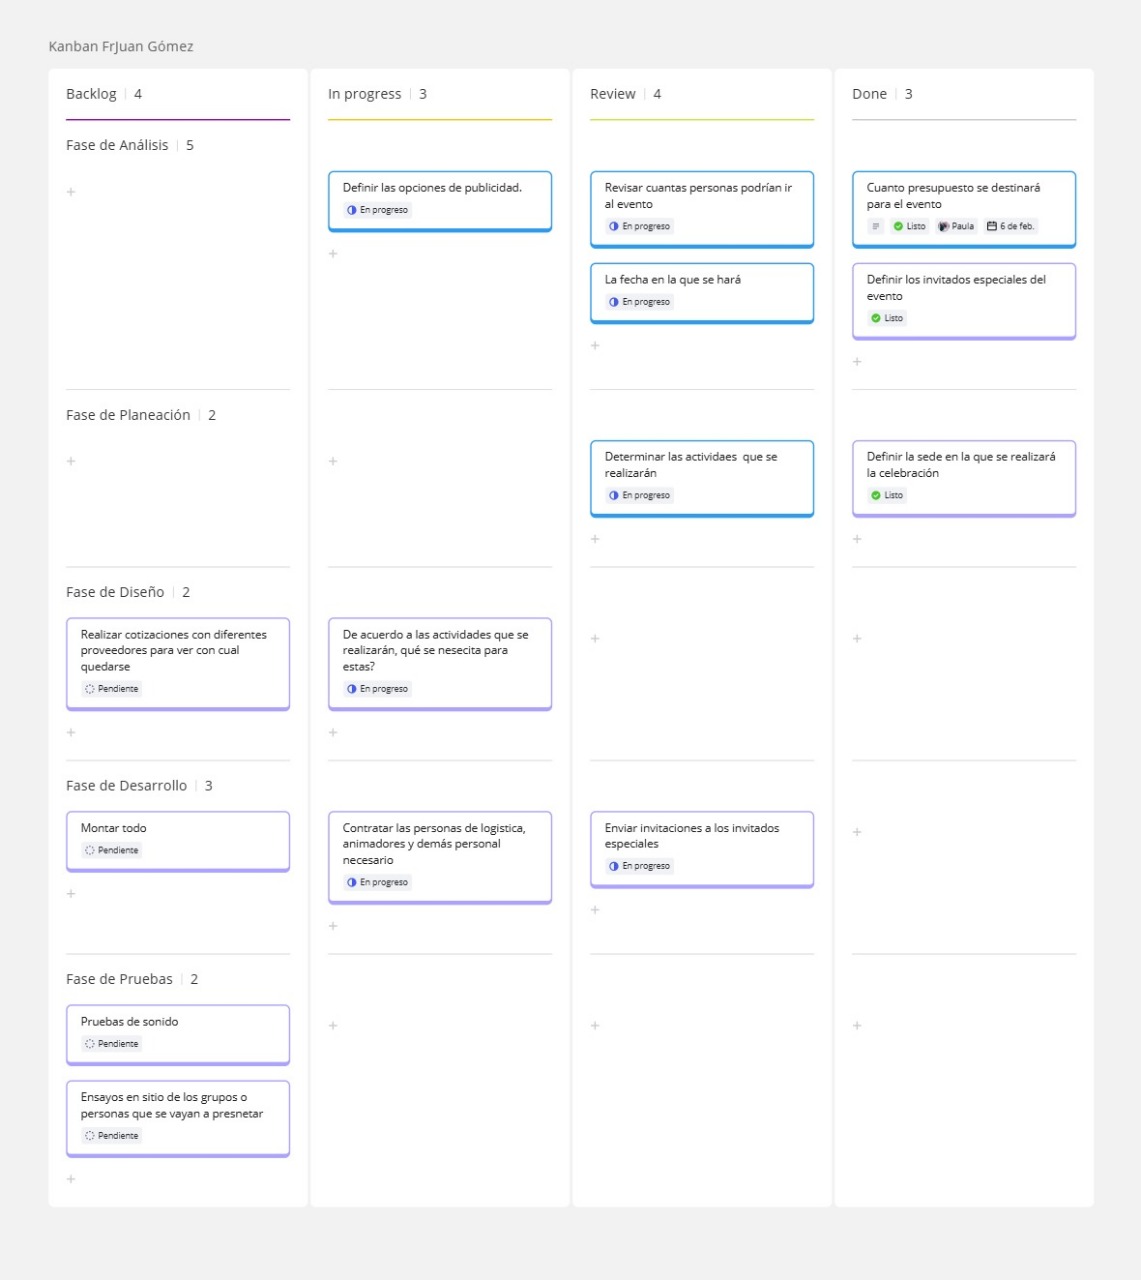 Kanban FrJuan Gómez
Backlog | 4
In progress | 3
Review | 4
Done | 3
Fase de Análisis | 5
Definir las opciones de publicidad.
En progreso
Revisar cuantas personas podrían ir
al evento
En progreso
La fecha en la que se hará
En progreso
Cuanto presupuesto se destinará
para el evento
Listo Paula 6 de feb.
Definir los invitados especiales del
evento
Listo
Fase de Planeación | 2
Determinar las actividaes que se
realizarán
En progreso
Definir la sede en la que se realizará
la celebración
Listo
Fase de Diseño | 2
Realizar cotizaciones con diferentes
proveedores para ver con cual
quedarse
Pendiente
De acuerdo a las actividades que se
realizarán, qué se nesecita para
estas?
En progreso
Fase de Desarrollo | 3
Montar todo
Pendiente
Contratar las personas de logistica,
animadores y demás personal
necesario
En progreso
Enviar invitaciones a los invitados
especiales
En progreso
Fase de Pruebas | 2
Pruebas de sonido
Pendiente
Ensayos en sitio de los grupos o
personas que se vayan a presnetar
Pendiente